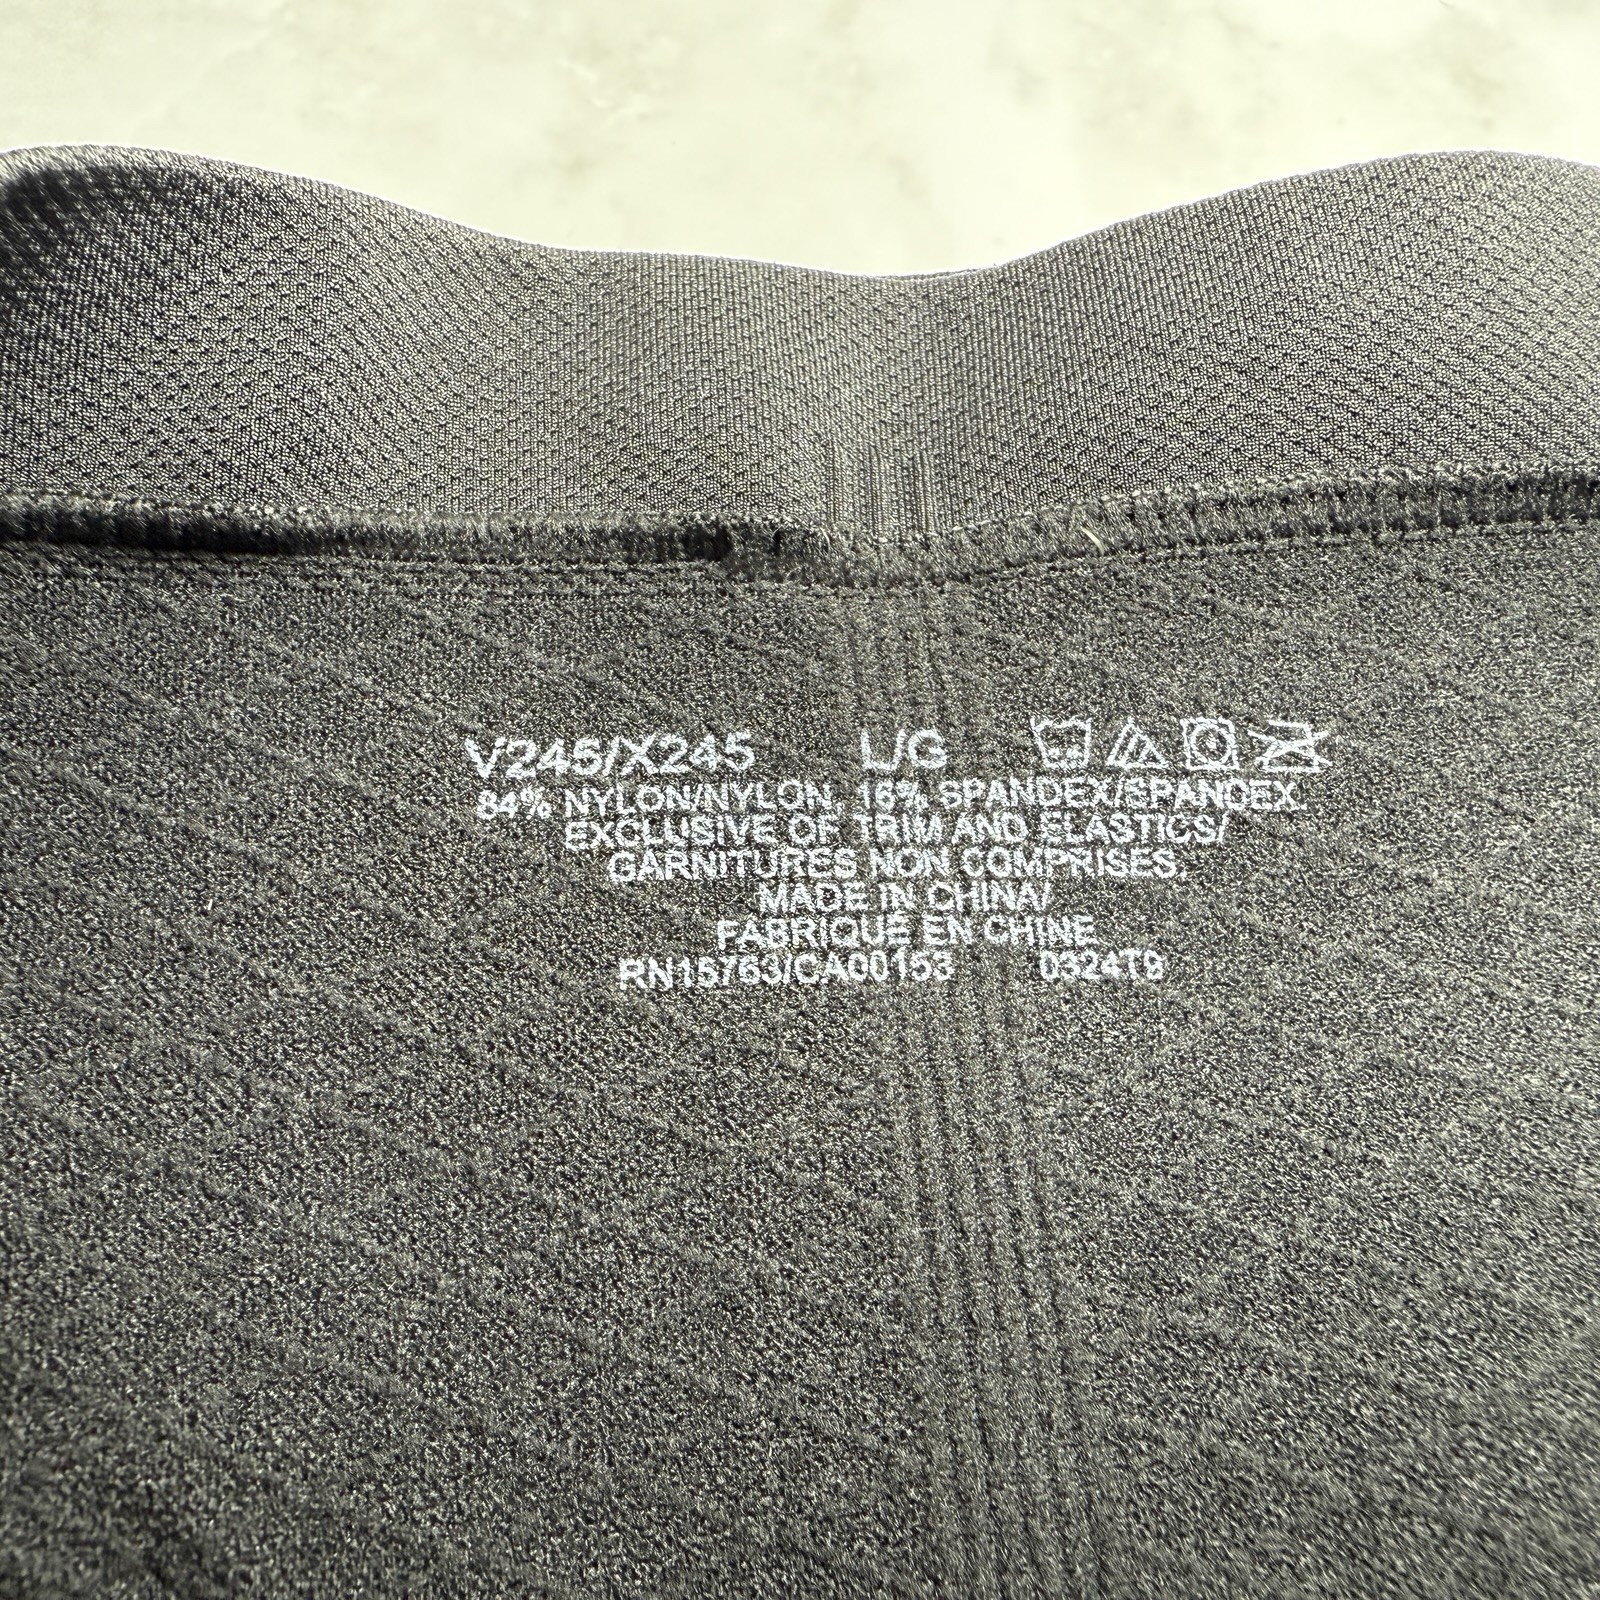 V245/X245 L/G
84% NYLON/NYLON, 16% SPANDEX/SPANDEX.
EXCLUSIVE OF TRIM AND ELASTICS/
GARNITURES NON COMPRISES.
MADE IN CHINA/
FABRIQUE EN CHINE
RN15763/CA00153 0324T9